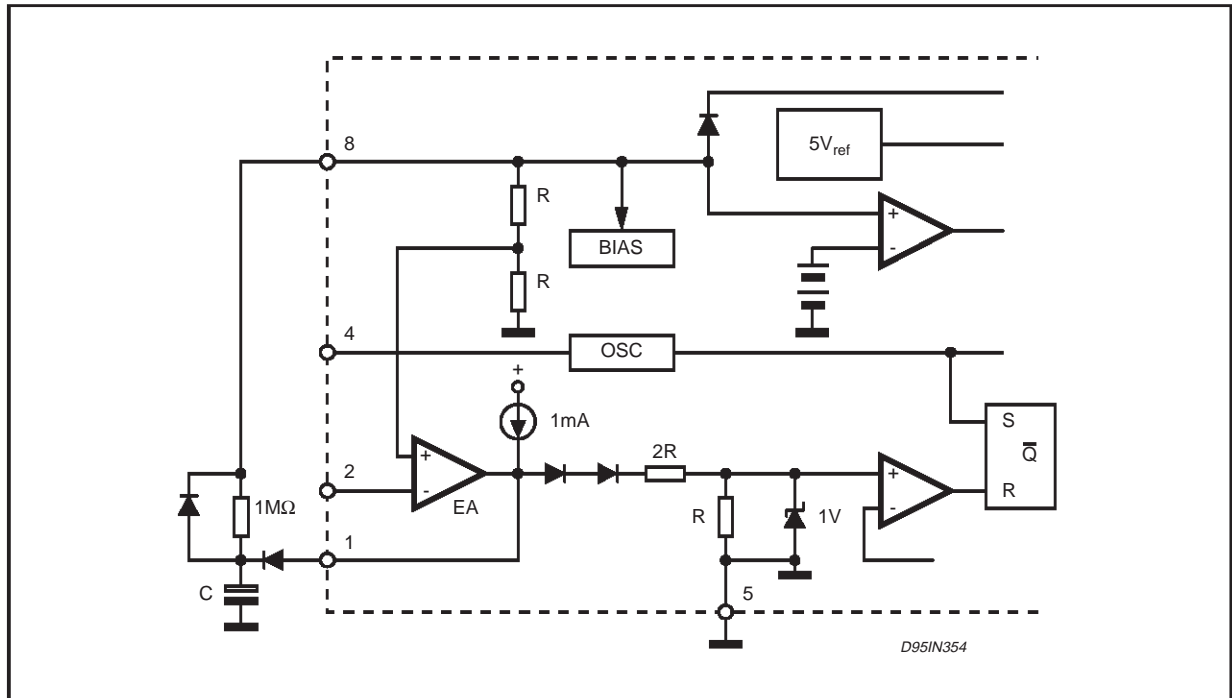 8
5Vref
R
BIAS
+
-
R
4
OSC
+
1mA
S
Q̅
R
2R
2
+
-
EA
+
-
1MΩ
R
1V
1
C
5
D95IN354